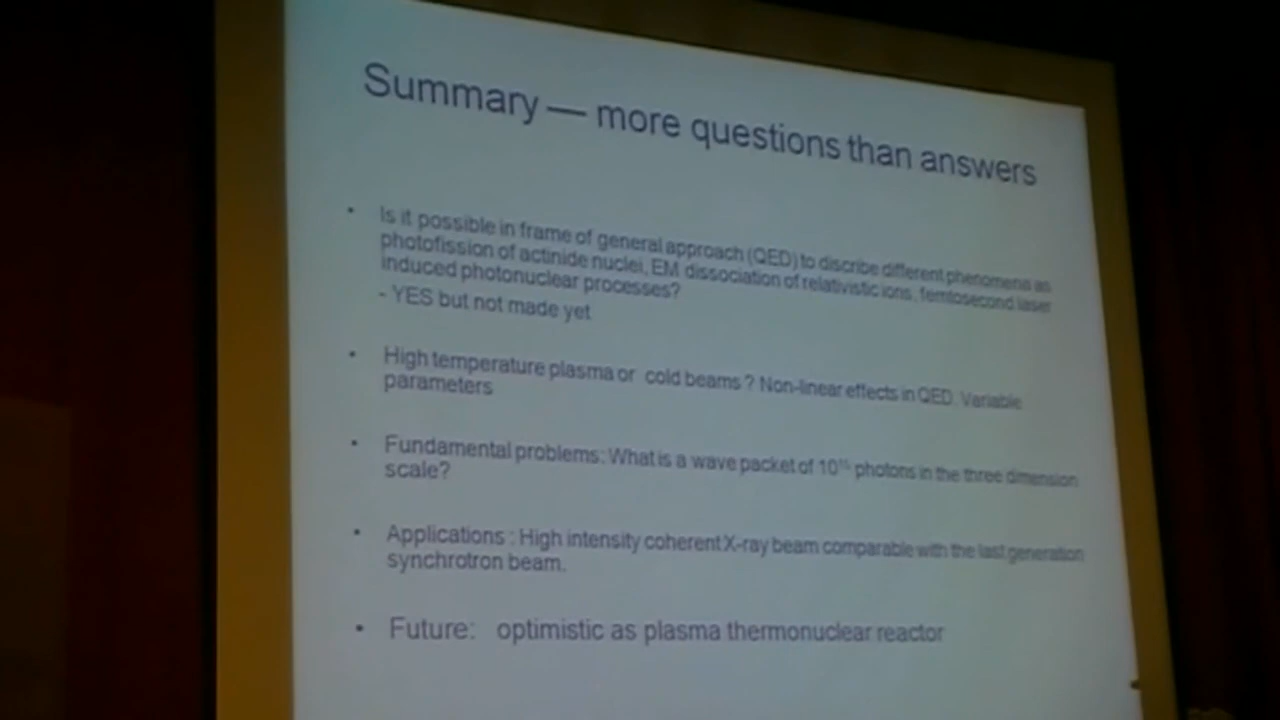 Summary — more questions than answers
• Is it possible in frame of general approach (QED) to discribe different phenomena as
photofission of actinide nuclei, EM dissociation of relativistic ions, femtosecond laser
induced photonuclear processes?
- YES but not made yet
• High temperature plasma or cold beams ? Non-linear effects in QED. Variable
parameters
• Fundamental problems: What is a wave packet of photons in the three dimension
scale?
• Applications : High intensity coherent X-ray beam comparable with the last generation
synchrotron beam.
• Future: optimistic as plasma thermonuclear reactor